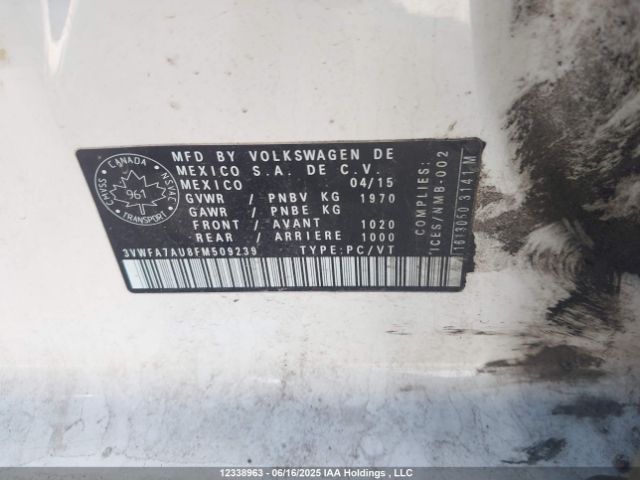 CANADA
CMVSS
961
NSVAC
TRANSPORT
MFD BY VOLKSWAGEN DE
MEXICO S.A. DE C.V.
MEXICO 04/15
GVWR / PNBV KG 1970
GAWR / PNBE KG
FRONT / AVANT 1020
REAR / ARRIERE 1000
3VWFA7AU8FM509239 TYPE:PC/VT
COMPLIES:
ICES/NMB-002
1613050 3141 M
12338963 - 06/16/2025 IAA Holdings , LLC